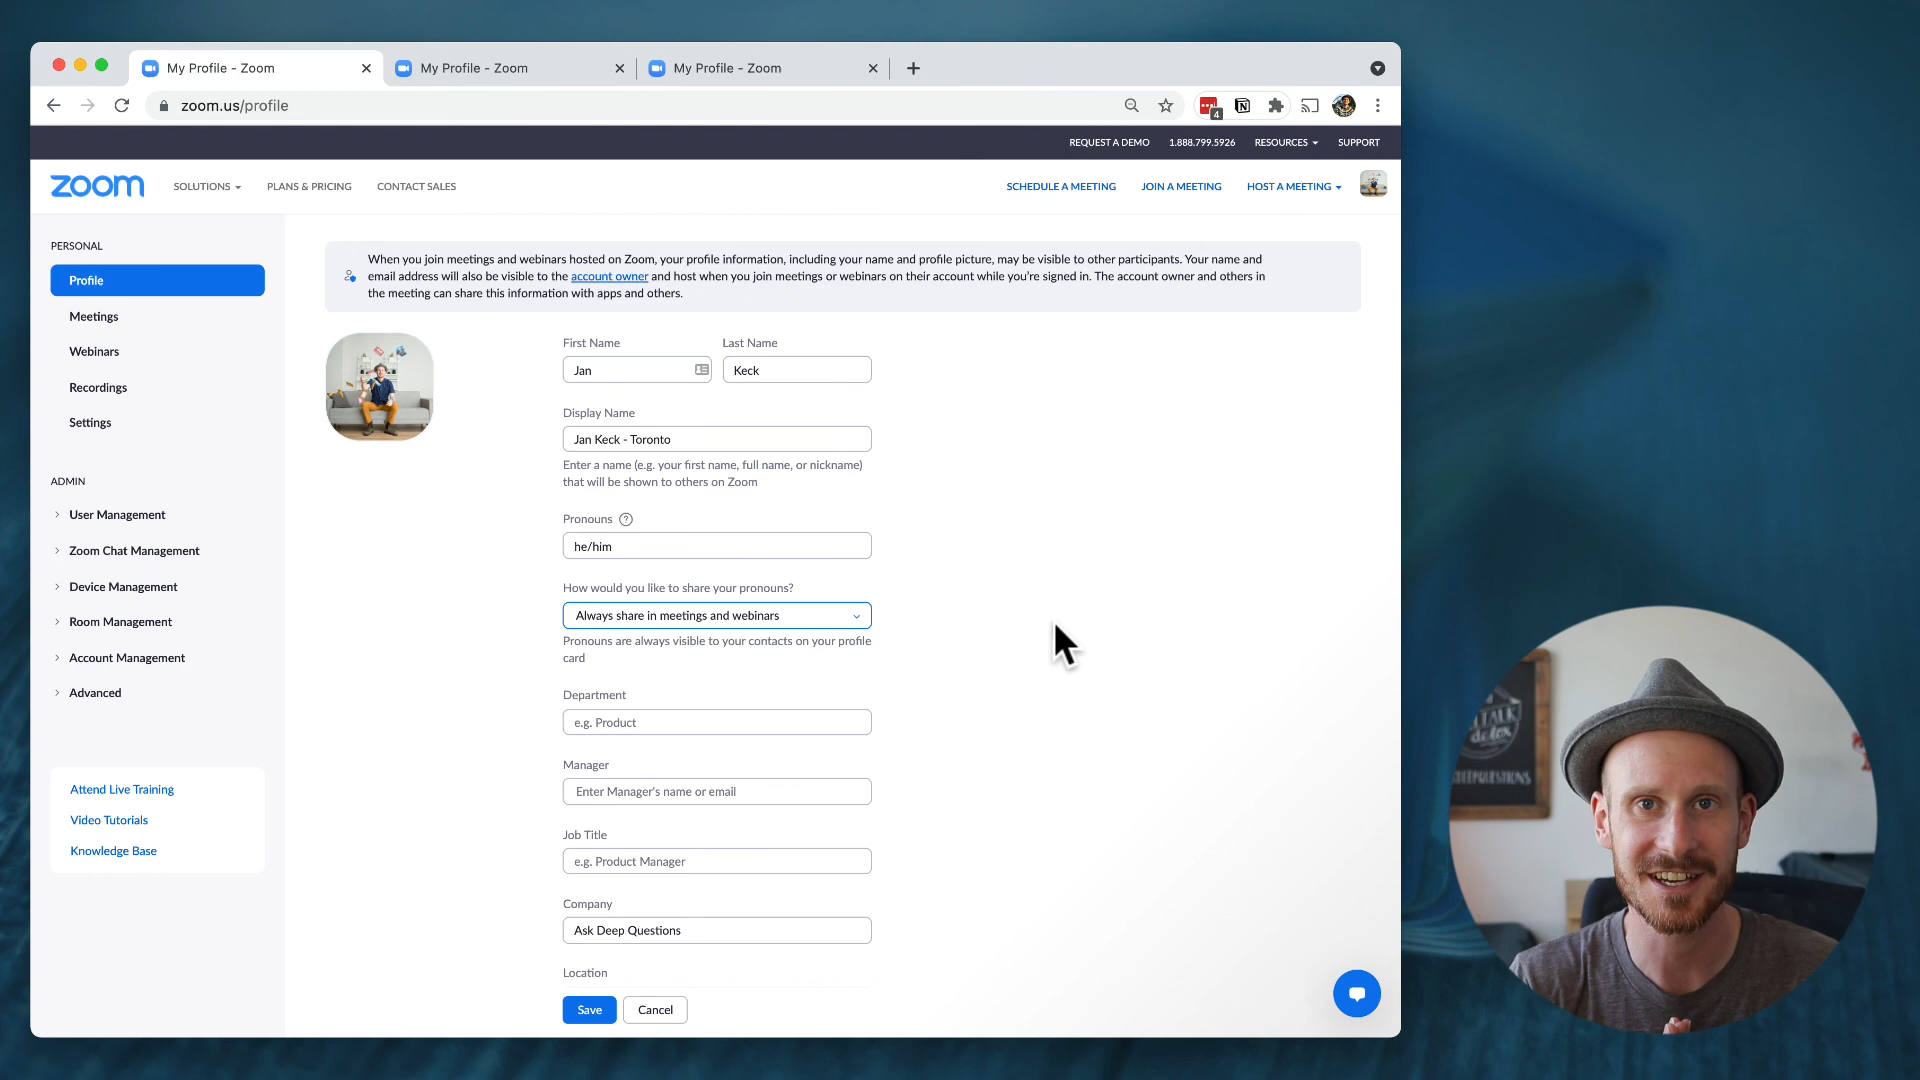 My Profile - Zoom
My Profile - Zoom
My Profile - Zoom
zoom.us/profile
4
REQUEST A DEMO
1.888.799.5926
RESOURCES
SUPPORT
zoom
SOLUTIONS
PLANS & PRICING
CONTACT SALES
SCHEDULE A MEETING
JOIN A MEETING
HOST A MEETING
PERSONAL
Profile
Meetings
Webinars
Recordings
Settings
ADMIN
User Management
Zoom Chat Management
Device Management
Room Management
Account Management
Advanced
Attend Live Training
Video Tutorials
Knowledge Base
When you join meetings and webinars hosted on Zoom, your profile information, including your name and profile picture, may be visible to other participants. Your name and
email address will also be visible to the account owner and host when you join meetings or webinars on their account while you're signed in. The account owner and others in
the meeting can share this information with apps and others.
First Name
Last Name
Jan
Keck
Display Name
Jan Keck - Toronto
Enter a name (e.g. your first name, full name, or nickname)
that will be shown to others on Zoom
Pronouns ?
he/him
How would you like to share your pronouns?
Always share in meetings and webinars
Pronouns are always visible to your contacts on your profile
card
Department
e.g. Product
Manager
Enter Manager's name or email
Job Title
e.g. Product Manager
Company
Ask Deep Questions
Location
Save
Cancel